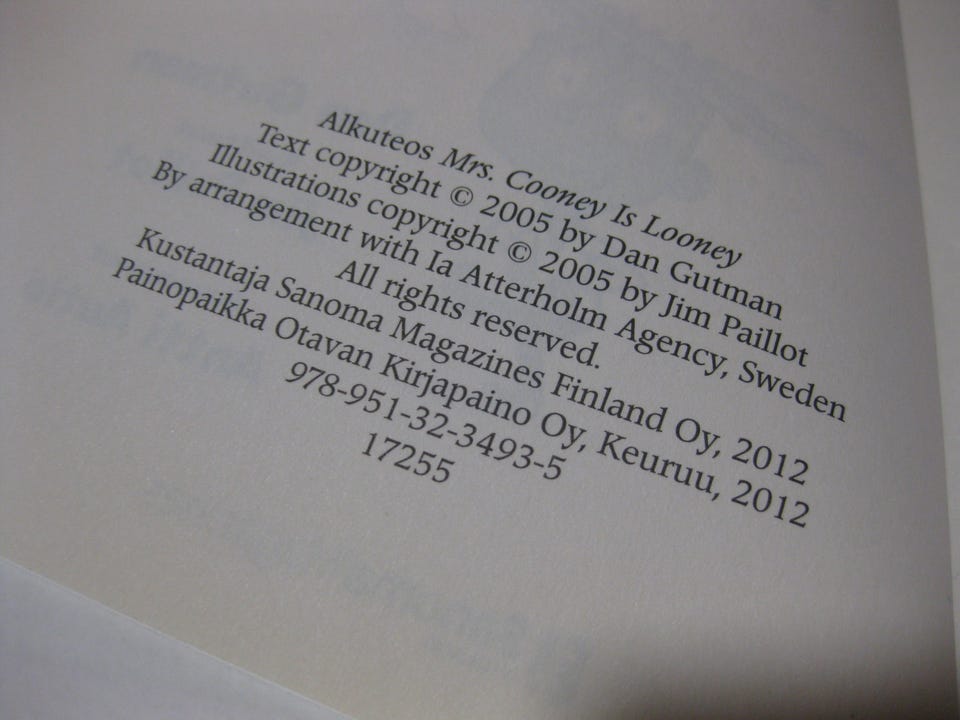 Alkuteos Mrs. Cooney Is Looney
Text copyright © 2005 by Dan Gutman
Illustrations copyright © 2005 by Jim Paillot
By arrangement with Ia Atterholm Agency, Sweden
All rights reserved.
Kustantaja Sanoma Magazines Finland Oy, 2012
Painopaikka Otavan Kirjapaino Oy, Keuruu, 2012
978-951-32-3493-5
17255